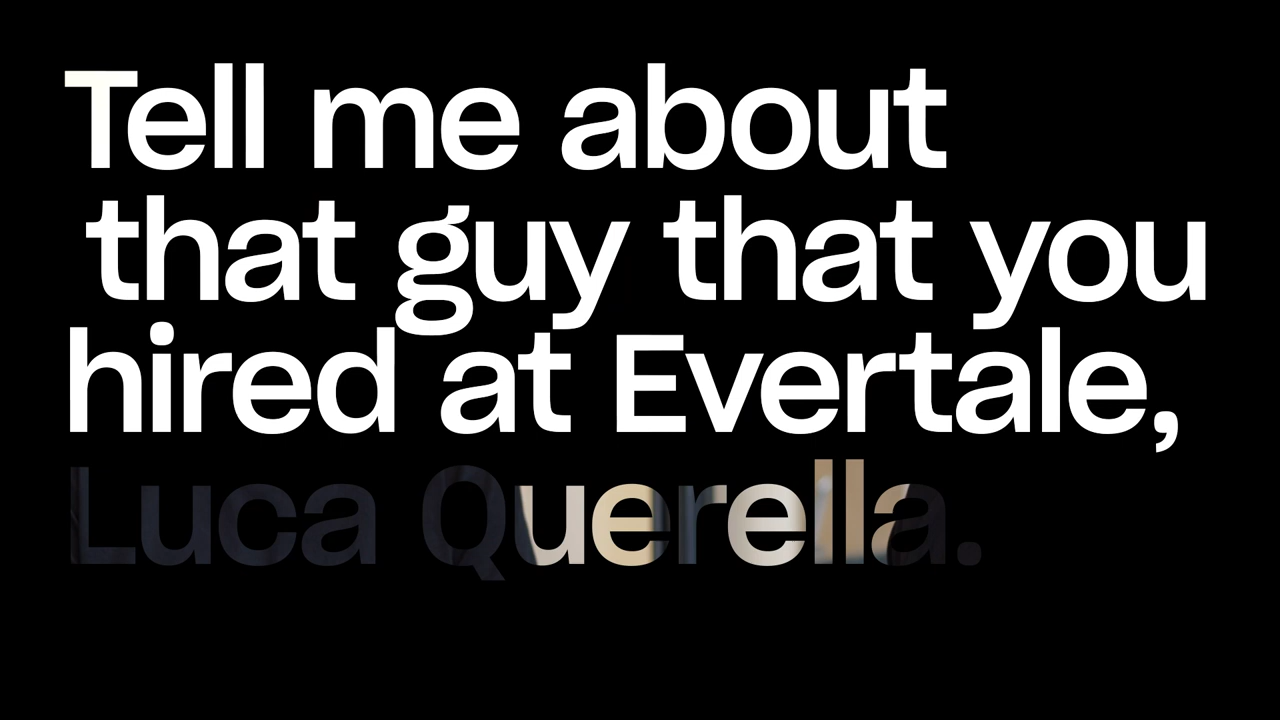 Tell me about
that guy that you
hired at Evertale,
Luca Querella.